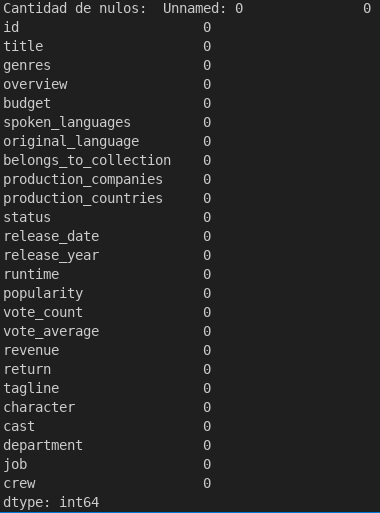 Cantidad de nulos:  Unnamed: 0               0
id                       0
title                    0
genres                   0
overview                 0
budget                   0
spoken_languages         0
original_language        0
belongs_to_collection    0
production_companies     0
production_countries     0
status                   0
release_date             0
release_year             0
runtime                  0
popularity               0
vote_count               0
vote_average             0
revenue                  0
return                   0
tagline                  0
character                0
cast                     0
department               0
job                      0
crew                     0
dtype: int64